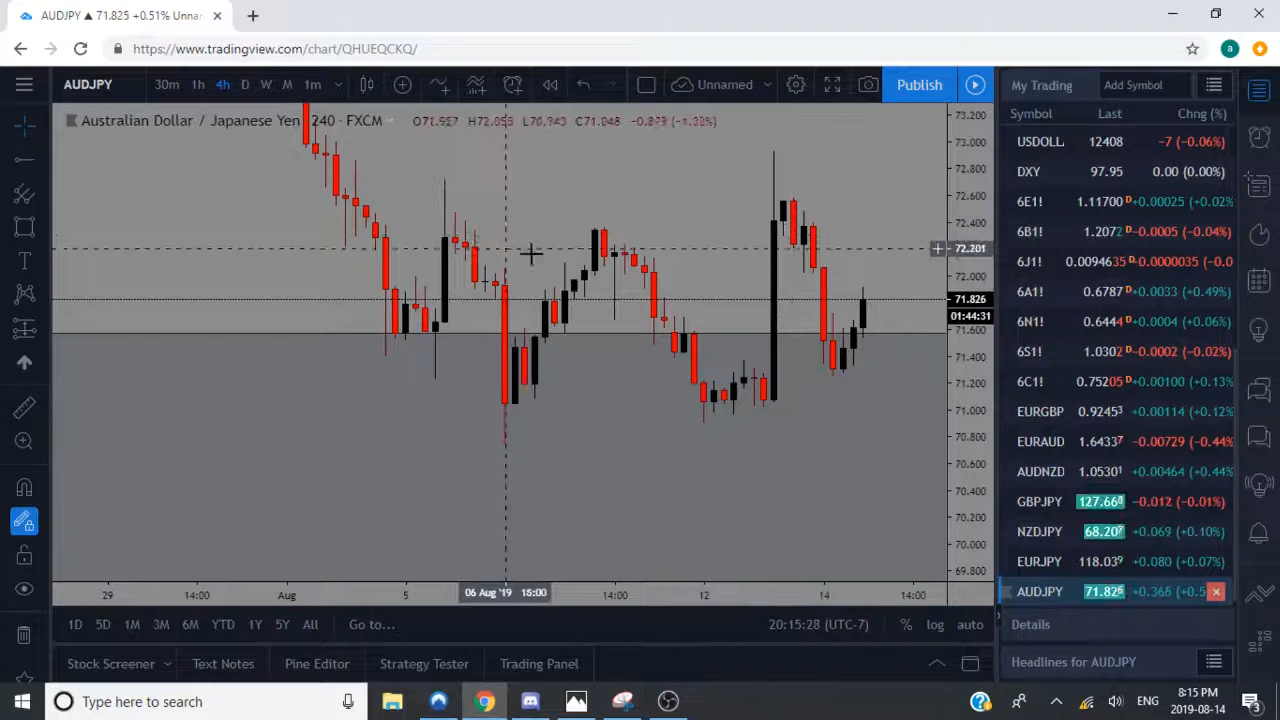 AUDJPY ▲ 71.825 +0.51% Unnar
https://www.tradingview.com/chart/QHUEQCKQ/
a
AUDJPY 30m 1h 4h D W M 1m Unnamed Publish
My Trading Add Symbol
Symbol Last Chng (%)
Australian Dollar / Japanese Yen 240 · FXCM
USDOLL 12408 -7 (-0.06%)
DXY 97.95 0.00 (0.00%)
6E1! 1.11700 D +0.00025 (+0.02%
6B1! 1.2072 D -0.0005 (-0.04%)
6J1! 0.0094635 D -0.0000035 (-0.0
6A1! 0.6787 D +0.0033 (+0.49%)
6N1! 0.6444 D +0.0004 (+0.06%)
6S1! 1.0302 D -0.0002 (-0.02%)
6C1! 0.75205 D +0.00100 (+0.13%
EURGBP 0.9245³ +0.00114 (+0.12%
EURAUD 1.6433⁷ -0.00729 (-0.44%
AUDNZD 1.0530¹ +0.00464 (+0.44%
GBPJPY 127.66 -0.012 (-0.01%)
NZDJPY 68.20 +0.069 (+0.10%)
EURJPY 118.03⁹ +0.080 (+0.07%)
AUDJPY 71.82⁶ +0.366 (+0.5
Details
Headlines for AUDJPY
73.200
73.000
72.800
72.600
72.400
72.201
72.000
71.826
01:44:31
71.600
71.400
71.200
71.000
70.800
70.600
70.400
70.200
70.000
69.800
29 14:00 Aug 5 06 Aug '19 18:00 14:00 12 14 14:00
1D 5D 1M 3M 6M YTD 1Y 5Y All Go to... 20:15:28 (UTC-7) % log auto
Stock Screener Text Notes Pine Editor Strategy Tester Trading Panel
Type here to search
ENG
8:15 PM
2019-08-14
3